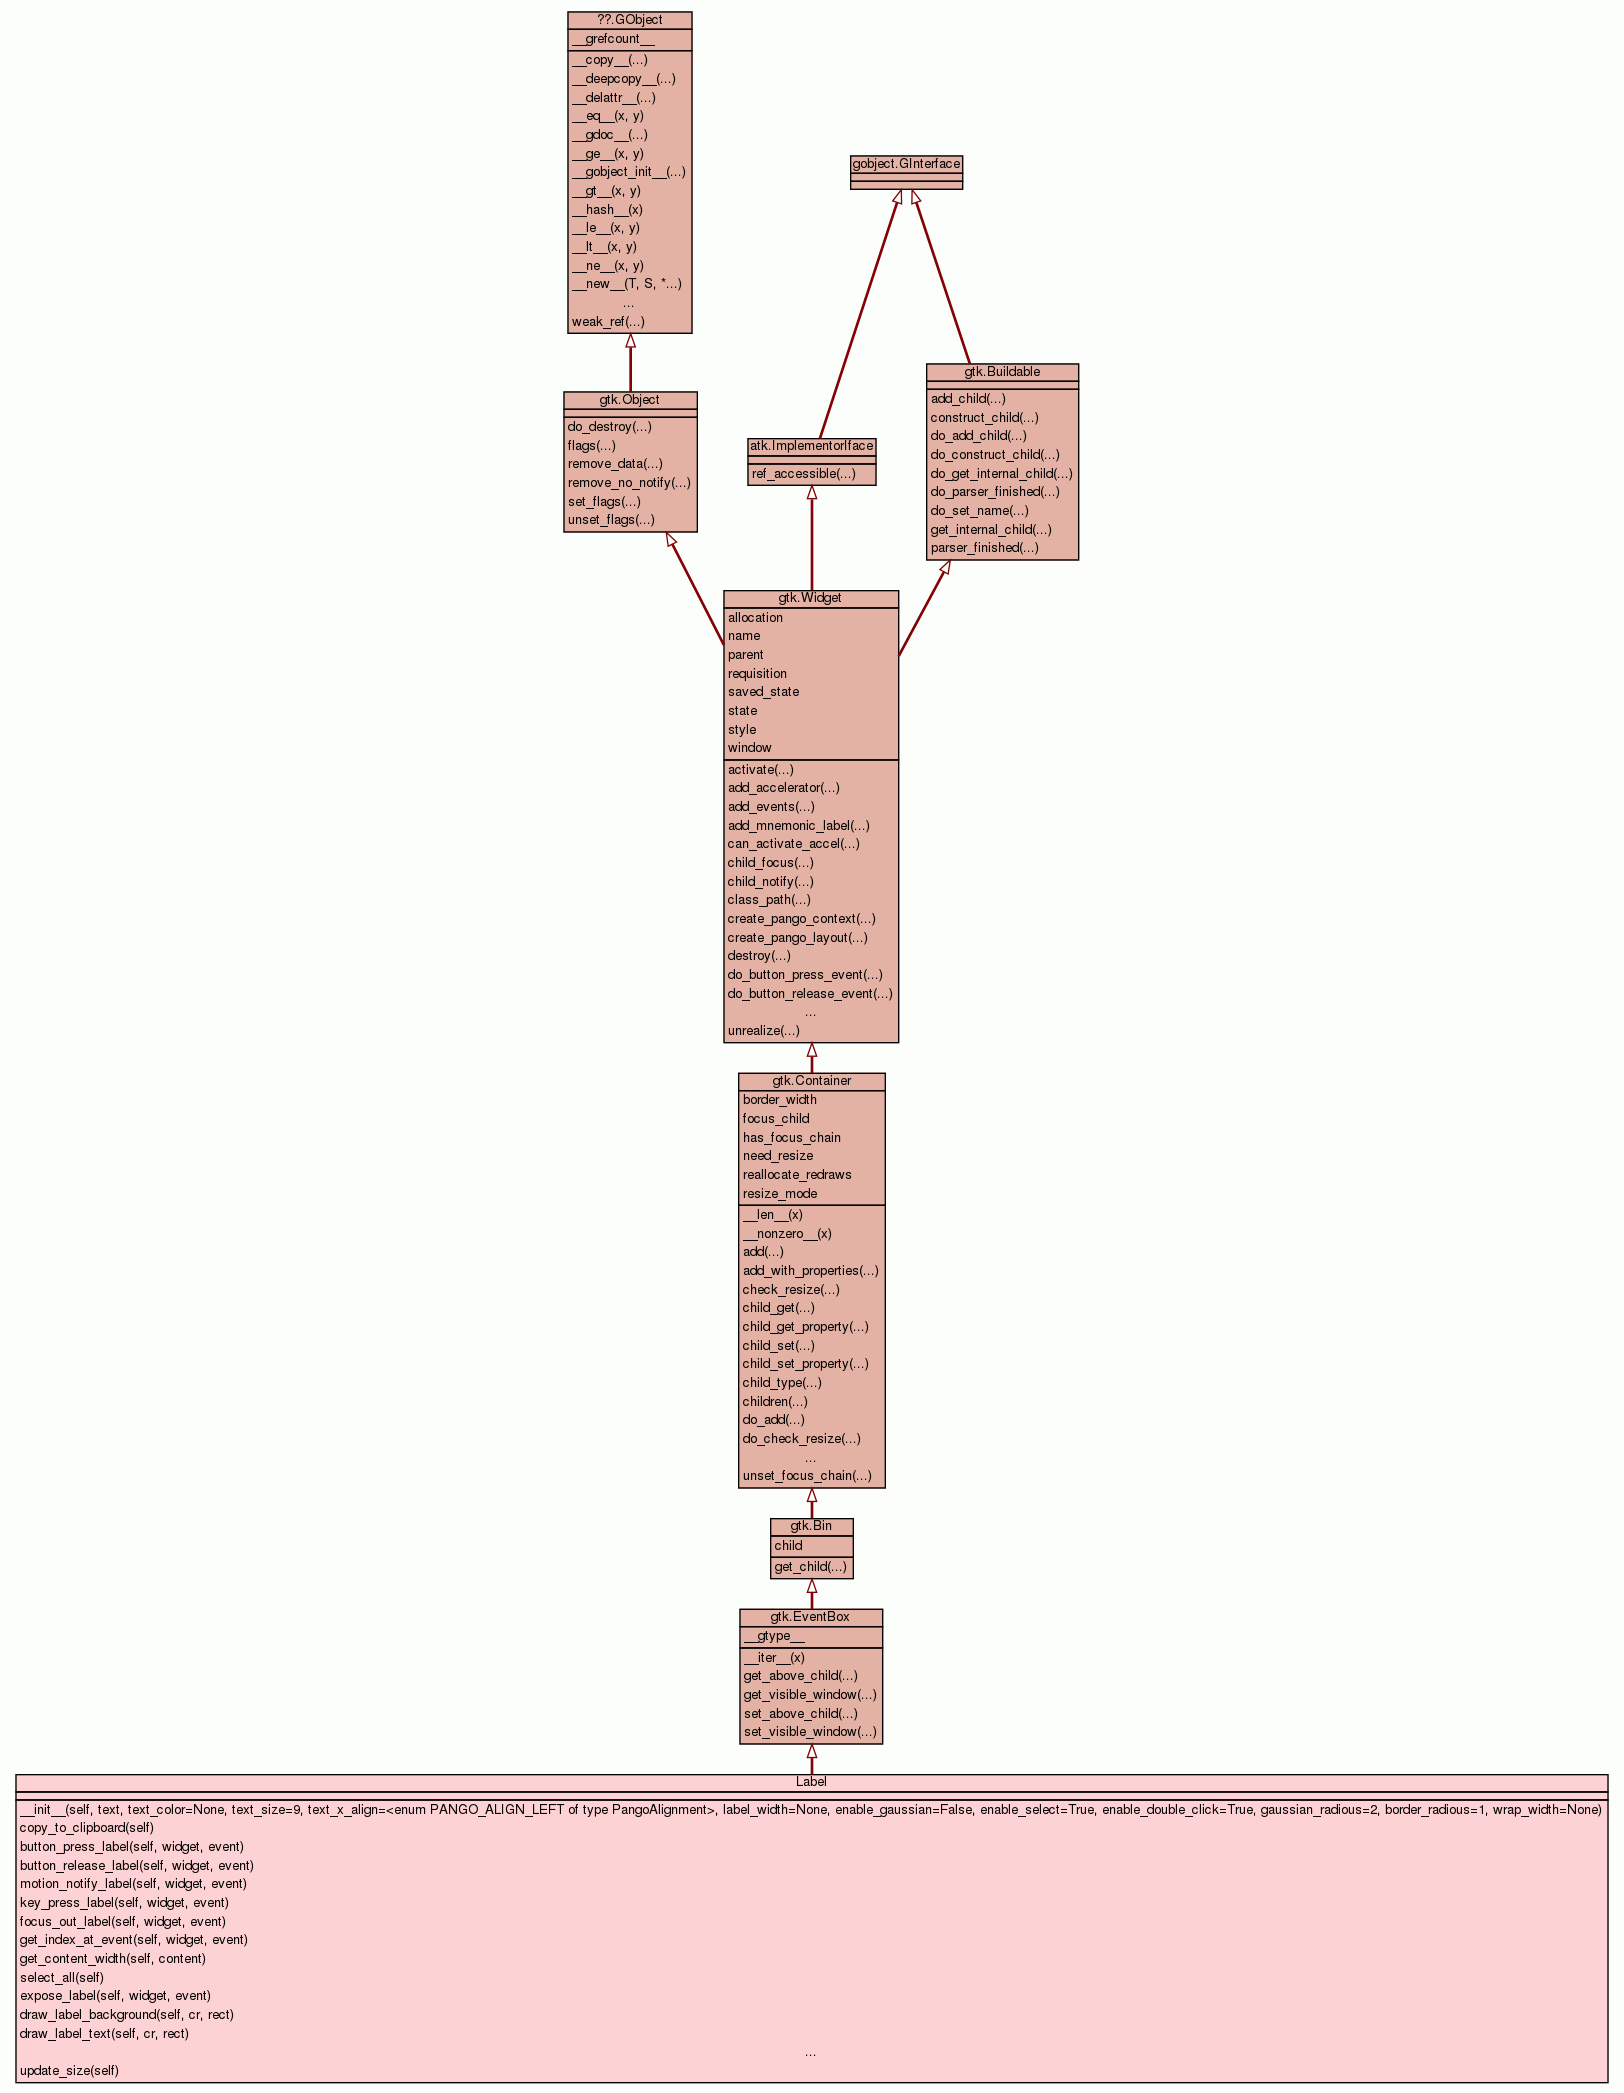 ??.GObject
__grefcount__
__copy__(...)
__deepcopy__(...)
__delattr__(...)
__eq__(x, y)
__gdoc__(...)
__ge__(x, y)
__gobject_init__(...)
__gt__(x, y)
__hash__(x)
__le__(x, y)
__lt__(x, y)
__ne__(x, y)
__new__(T, S, *...)
...
weak_ref(...)
gobject.GInterface
gtk.Object
do_destroy(...)
flags(...)
remove_data(...)
remove_no_notify(...)
set_flags(...)
unset_flags(...)
atk.ImplementorIface
ref_accessible(...)
gtk.Buildable
add_child(...)
construct_child(...)
do_add_child(...)
do_construct_child(...)
do_get_internal_child(...)
do_parser_finished(...)
do_set_name(...)
get_internal_child(...)
parser_finished(...)
gtk.Widget
allocation
name
parent
requisition
saved_state
state
style
window
activate(...)
add_accelerator(...)
add_events(...)
add_mnemonic_label(...)
can_activate_accel(...)
child_focus(...)
child_notify(...)
class_path(...)
create_pango_context(...)
create_pango_layout(...)
destroy(...)
do_button_press_event(...)
do_button_release_event(...)
...
unrealize(...)
gtk.Container
border_width
focus_child
has_focus_chain
need_resize
reallocate_redraws
resize_mode
__len__(x)
__nonzero__(x)
add(...)
add_with_properties(...)
check_resize(...)
child_get(...)
child_get_property(...)
child_set(...)
child_set_property(...)
child_type(...)
children(...)
do_add(...)
do_check_resize(...)
...
unset_focus_chain(...)
gtk.Bin
child
get_child(...)
gtk.EventBox
__gtype__
__iter__(x)
get_above_child(...)
get_visible_window(...)
set_above_child(...)
set_visible_window(...)
Label
__init__(self, text, text_color=None, text_size=9, text_x_align=<enum PANGO_ALIGN_LEFT of type PangoAlignment>, label_width=None, enable_gaussian=False, enable_select=True, enable_double_click=True, gaussian_radious=2, border_radious=1, wrap_width=None)
copy_to_clipboard(self)
button_press_label(self, widget, event)
button_release_label(self, widget, event)
motion_notify_label(self, widget, event)
key_press_label(self, widget, event)
focus_out_label(self, widget, event)
get_index_at_event(self, widget, event)
get_content_width(self, content)
select_all(self)
expose_label(self, widget, event)
draw_label_background(self, cr, rect)
draw_label_text(self, cr, rect)
...
update_size(self)